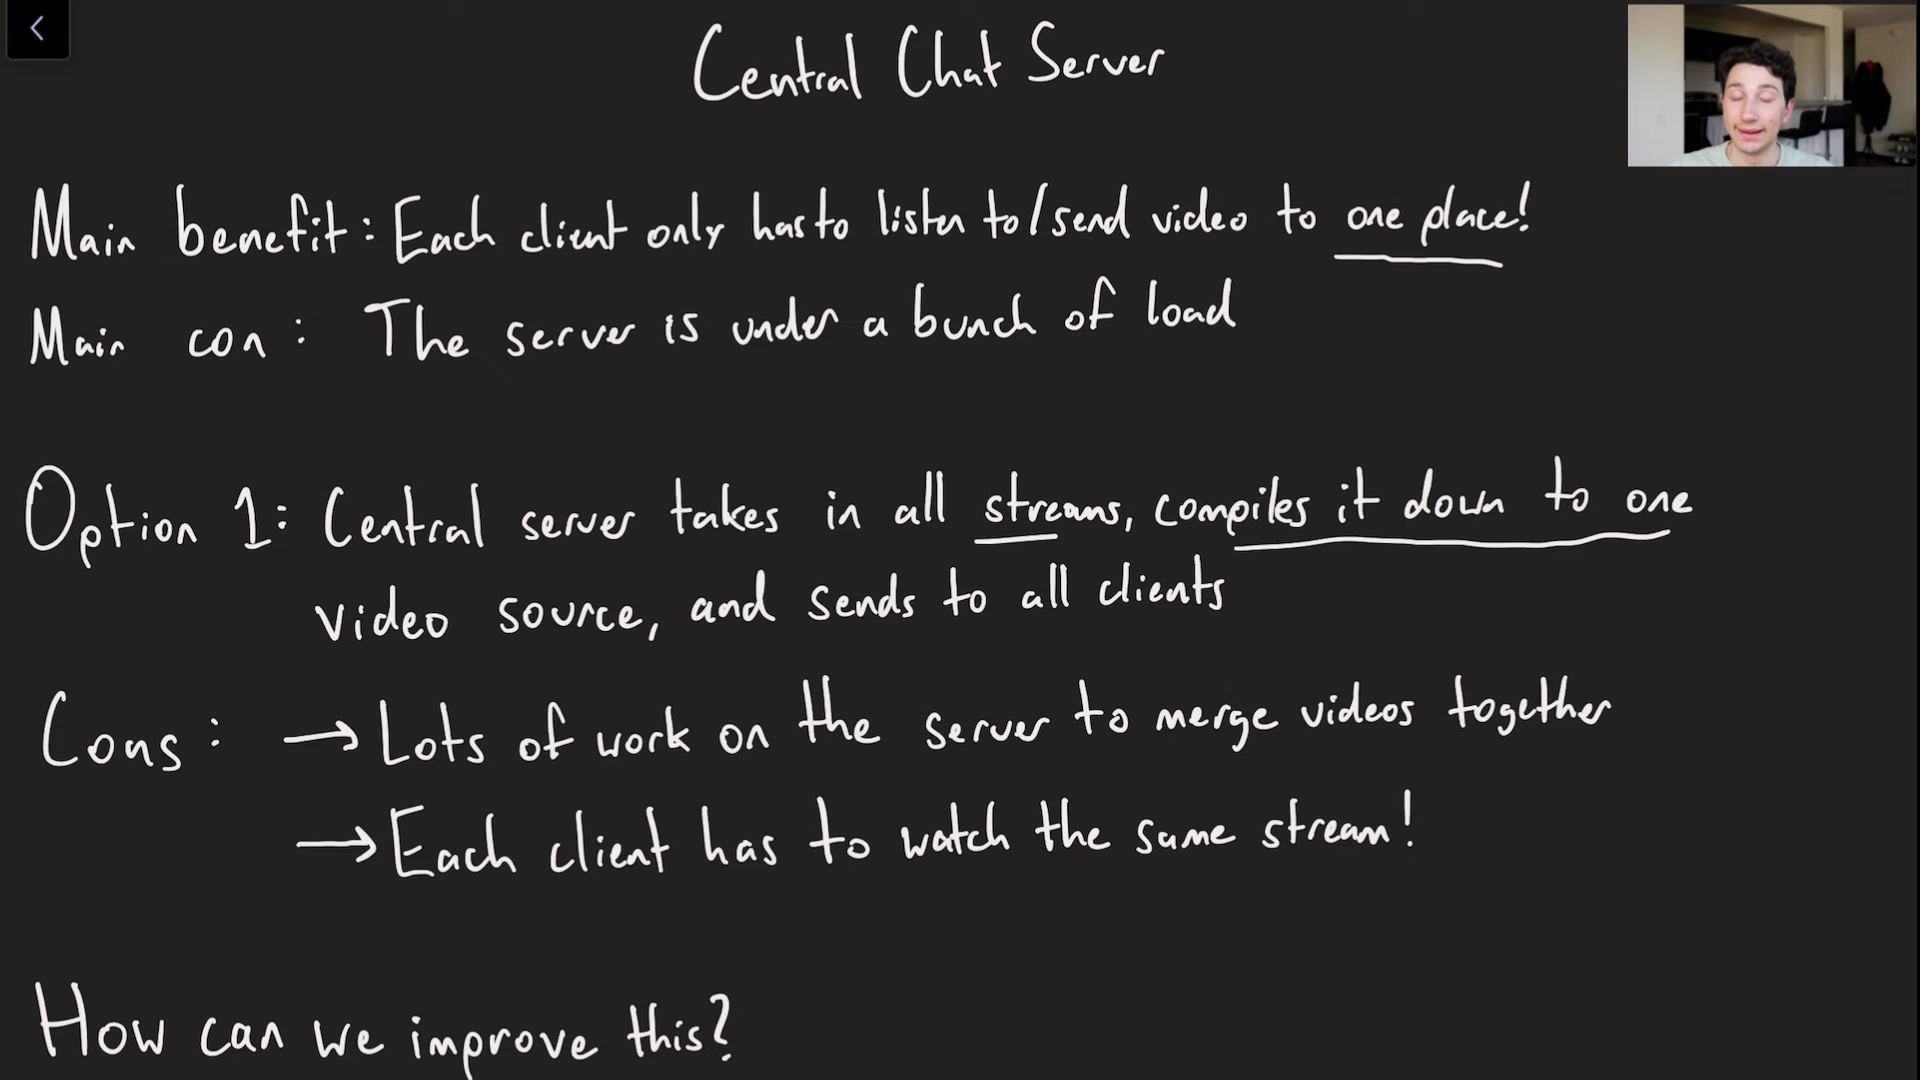 Central Chat Server
Main benefit: Each client only has to listen to/send video to one place!
Main con: The server is under a bunch of load
Option 1: Central server takes in all streams, compiles it down to one
video source, and sends to all clients
Cons: → Lots of work on the server to merge videos together
→ Each client has to watch the same stream!
How can we improve this?